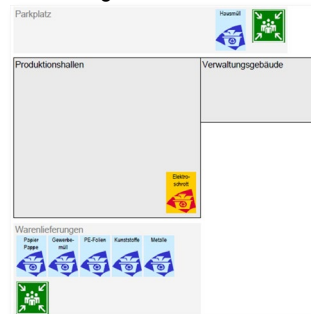 Parkplatz
Hausmüll
Produktionshallen
Verwaltungsgebäude
Elektro-
schrott
Warenlieferungen
Papier
Pappe
Gewerbe-
müll
PE-Folien
Kunststoffe
Metalle